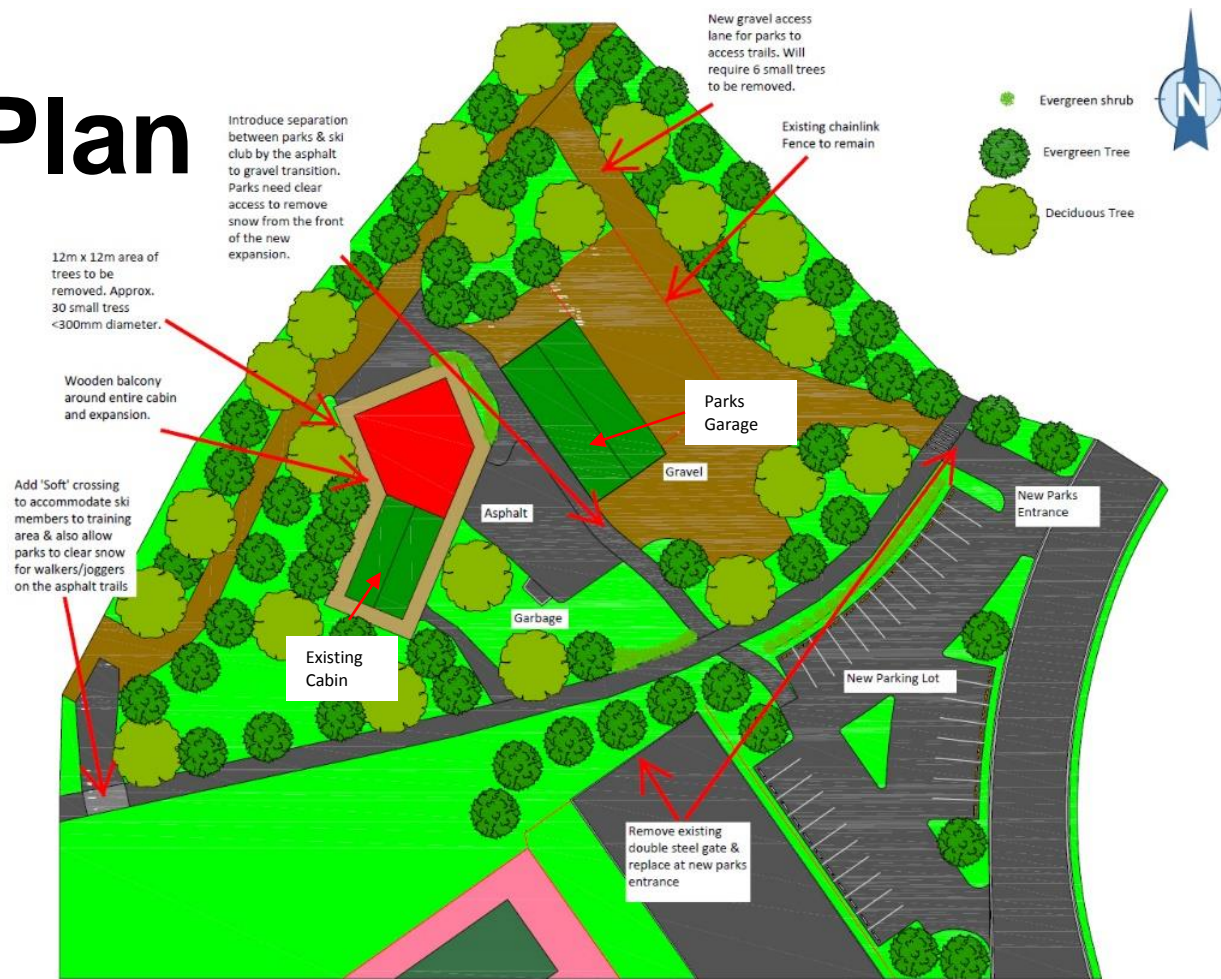 Plan
New gravel access
lane for parks to
access trails. Will
require 6 small trees
to be removed.
N
Evergreen shrub
Evergreen Tree
Deciduous Tree
Existing chainlink
Fence to remain
Introduce separation
between parks & ski
club by the asphalt
to gravel transition.
Parks need clear
access to remove
snow from the front
of the new
expansion.
12m x 12m area of
trees to be
removed. Approx.
30 small tress
<300mm diameter.
Wooden balcony
around entire cabin
and expansion.
Add 'Soft' crossing
to accommodate ski
members to training
area & also allow
parks to clear snow
for walkers/joggers
on the asphalt trails
Parks
Garage
Gravel
Asphalt
New Parks
Entrance
Garbage
Existing
Cabin
New Parking Lot
Remove existing
double steel gate &
replace at new parks
entrance